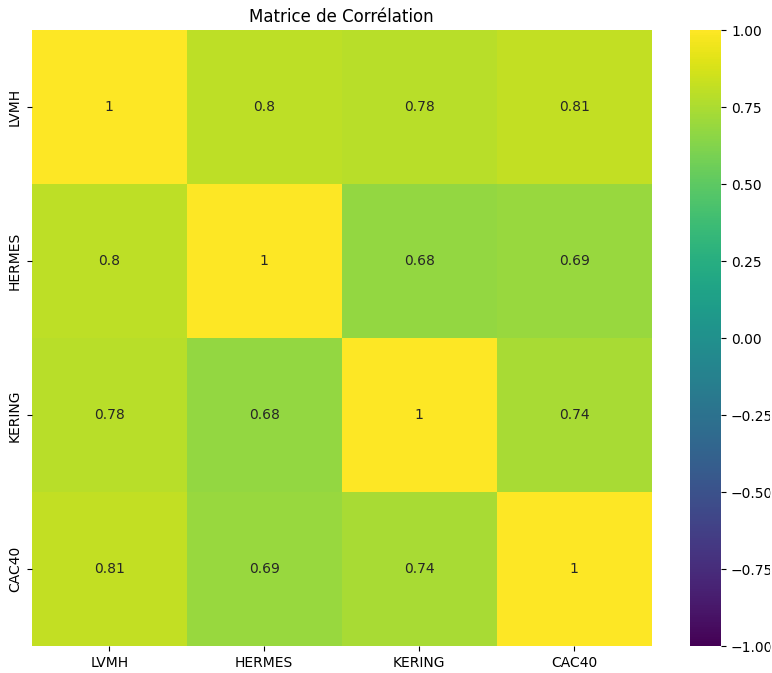 Matrice de Corrélation
LVMH 1 0.8 0.78 0.81
HERMES 0.8 1 0.68 0.69
KERING 0.78 0.68 1 0.74
CAC40 0.81 0.69 0.74 1
LVMH HERMES KERING CAC40
1.00
0.75
0.50
0.25
0.00
−0.25
−0.50
−0.75
−1.00